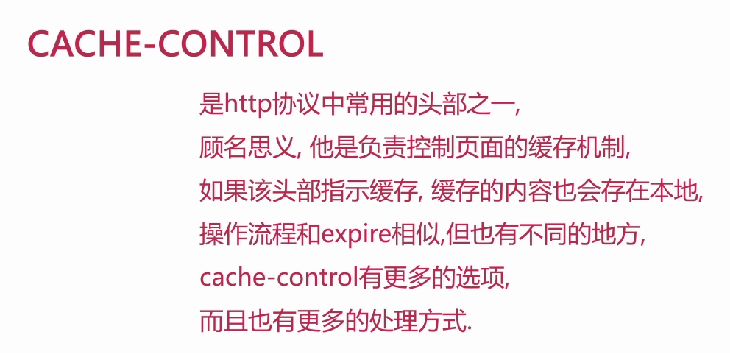 CACHE-CONTROL
是http协议中常用的头部之一,
顾名思义, 他是负责控制页面的缓存机制,
如果该头部指示缓存, 缓存的内容也会存在本地,
操作流程和expire相似,但也有不同的地方,
cache-control有更多的选项,
而且也有更多的处理方式.